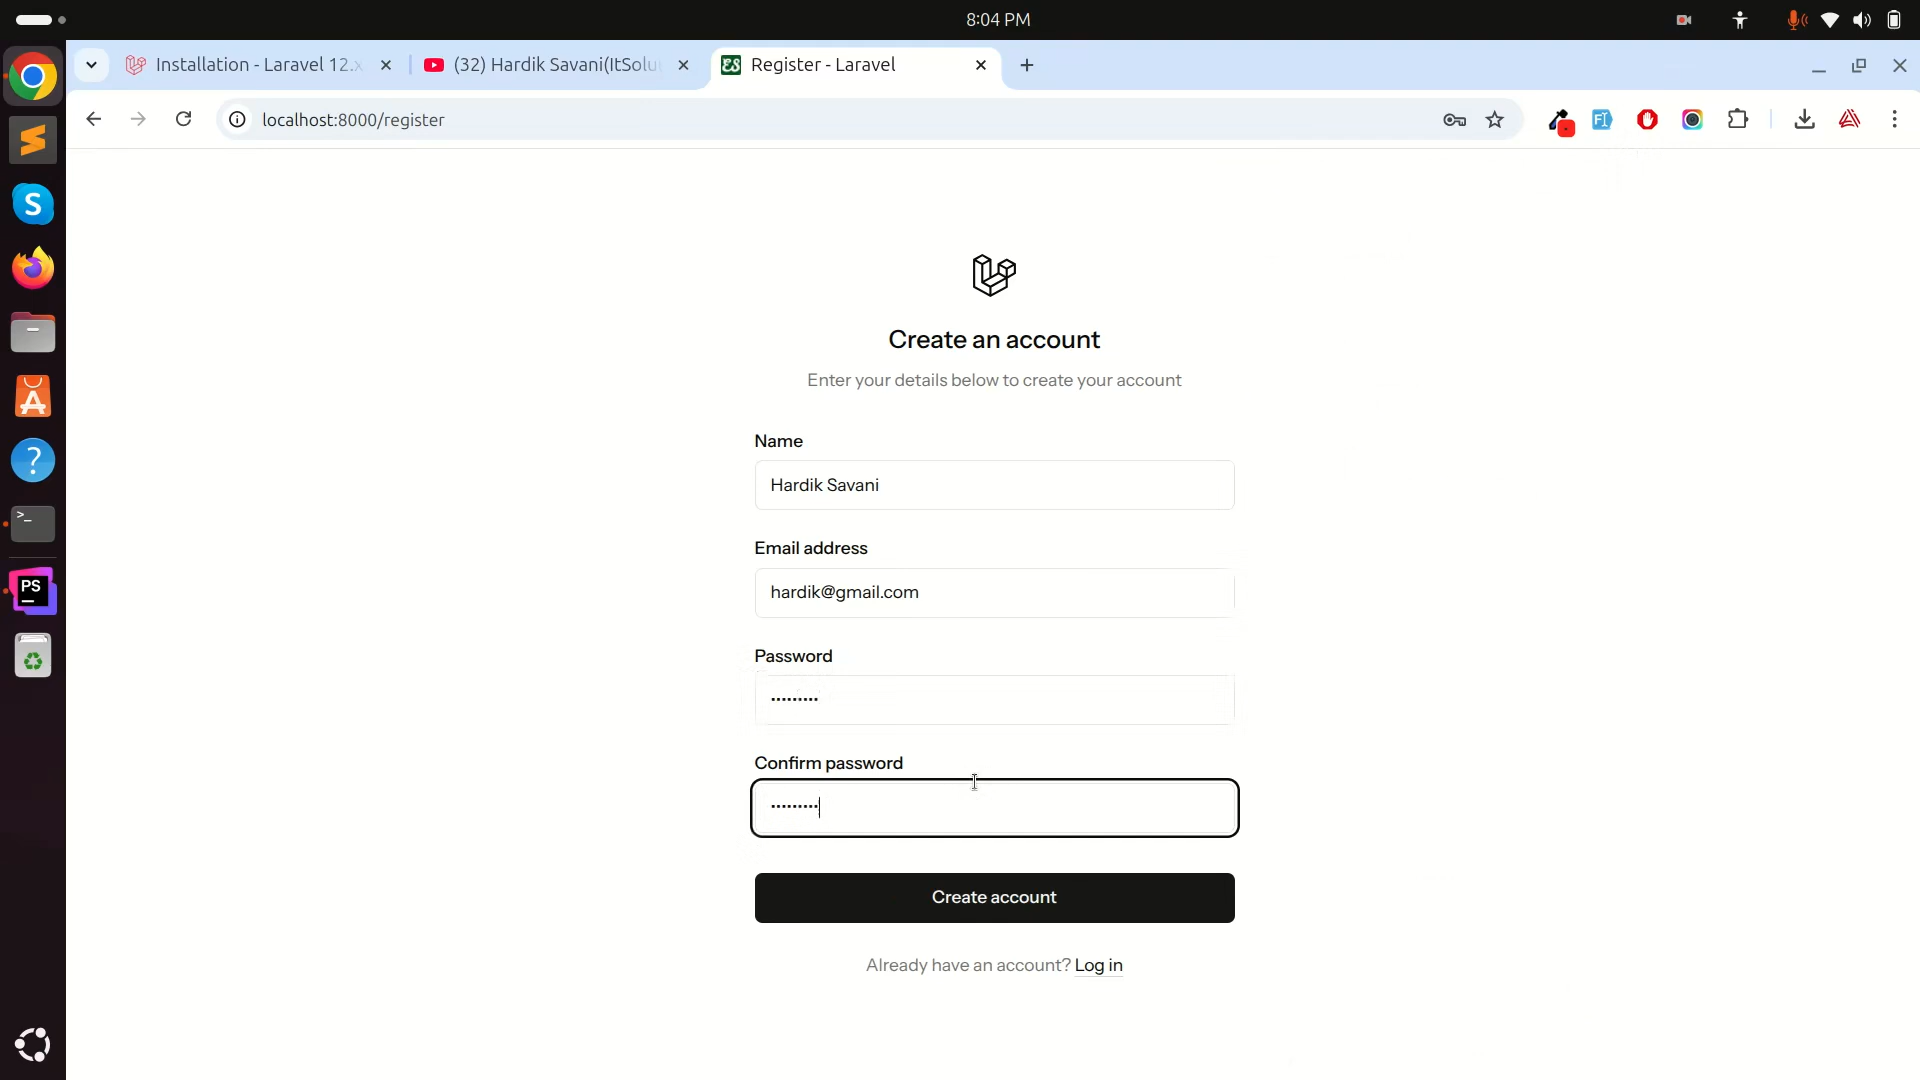 8:04 PM
Installation - Laravel 12.x
(32) Hardik Savani(ItSolu
Register - Laravel
localhost:8000/register
Create an account
Enter your details below to create your account
Name
Hardik Savani
Email address
hardik@gmail.com
Password
•••••••••
Confirm password
•••••••••
Create account
Already have an account? Log in
S
PS